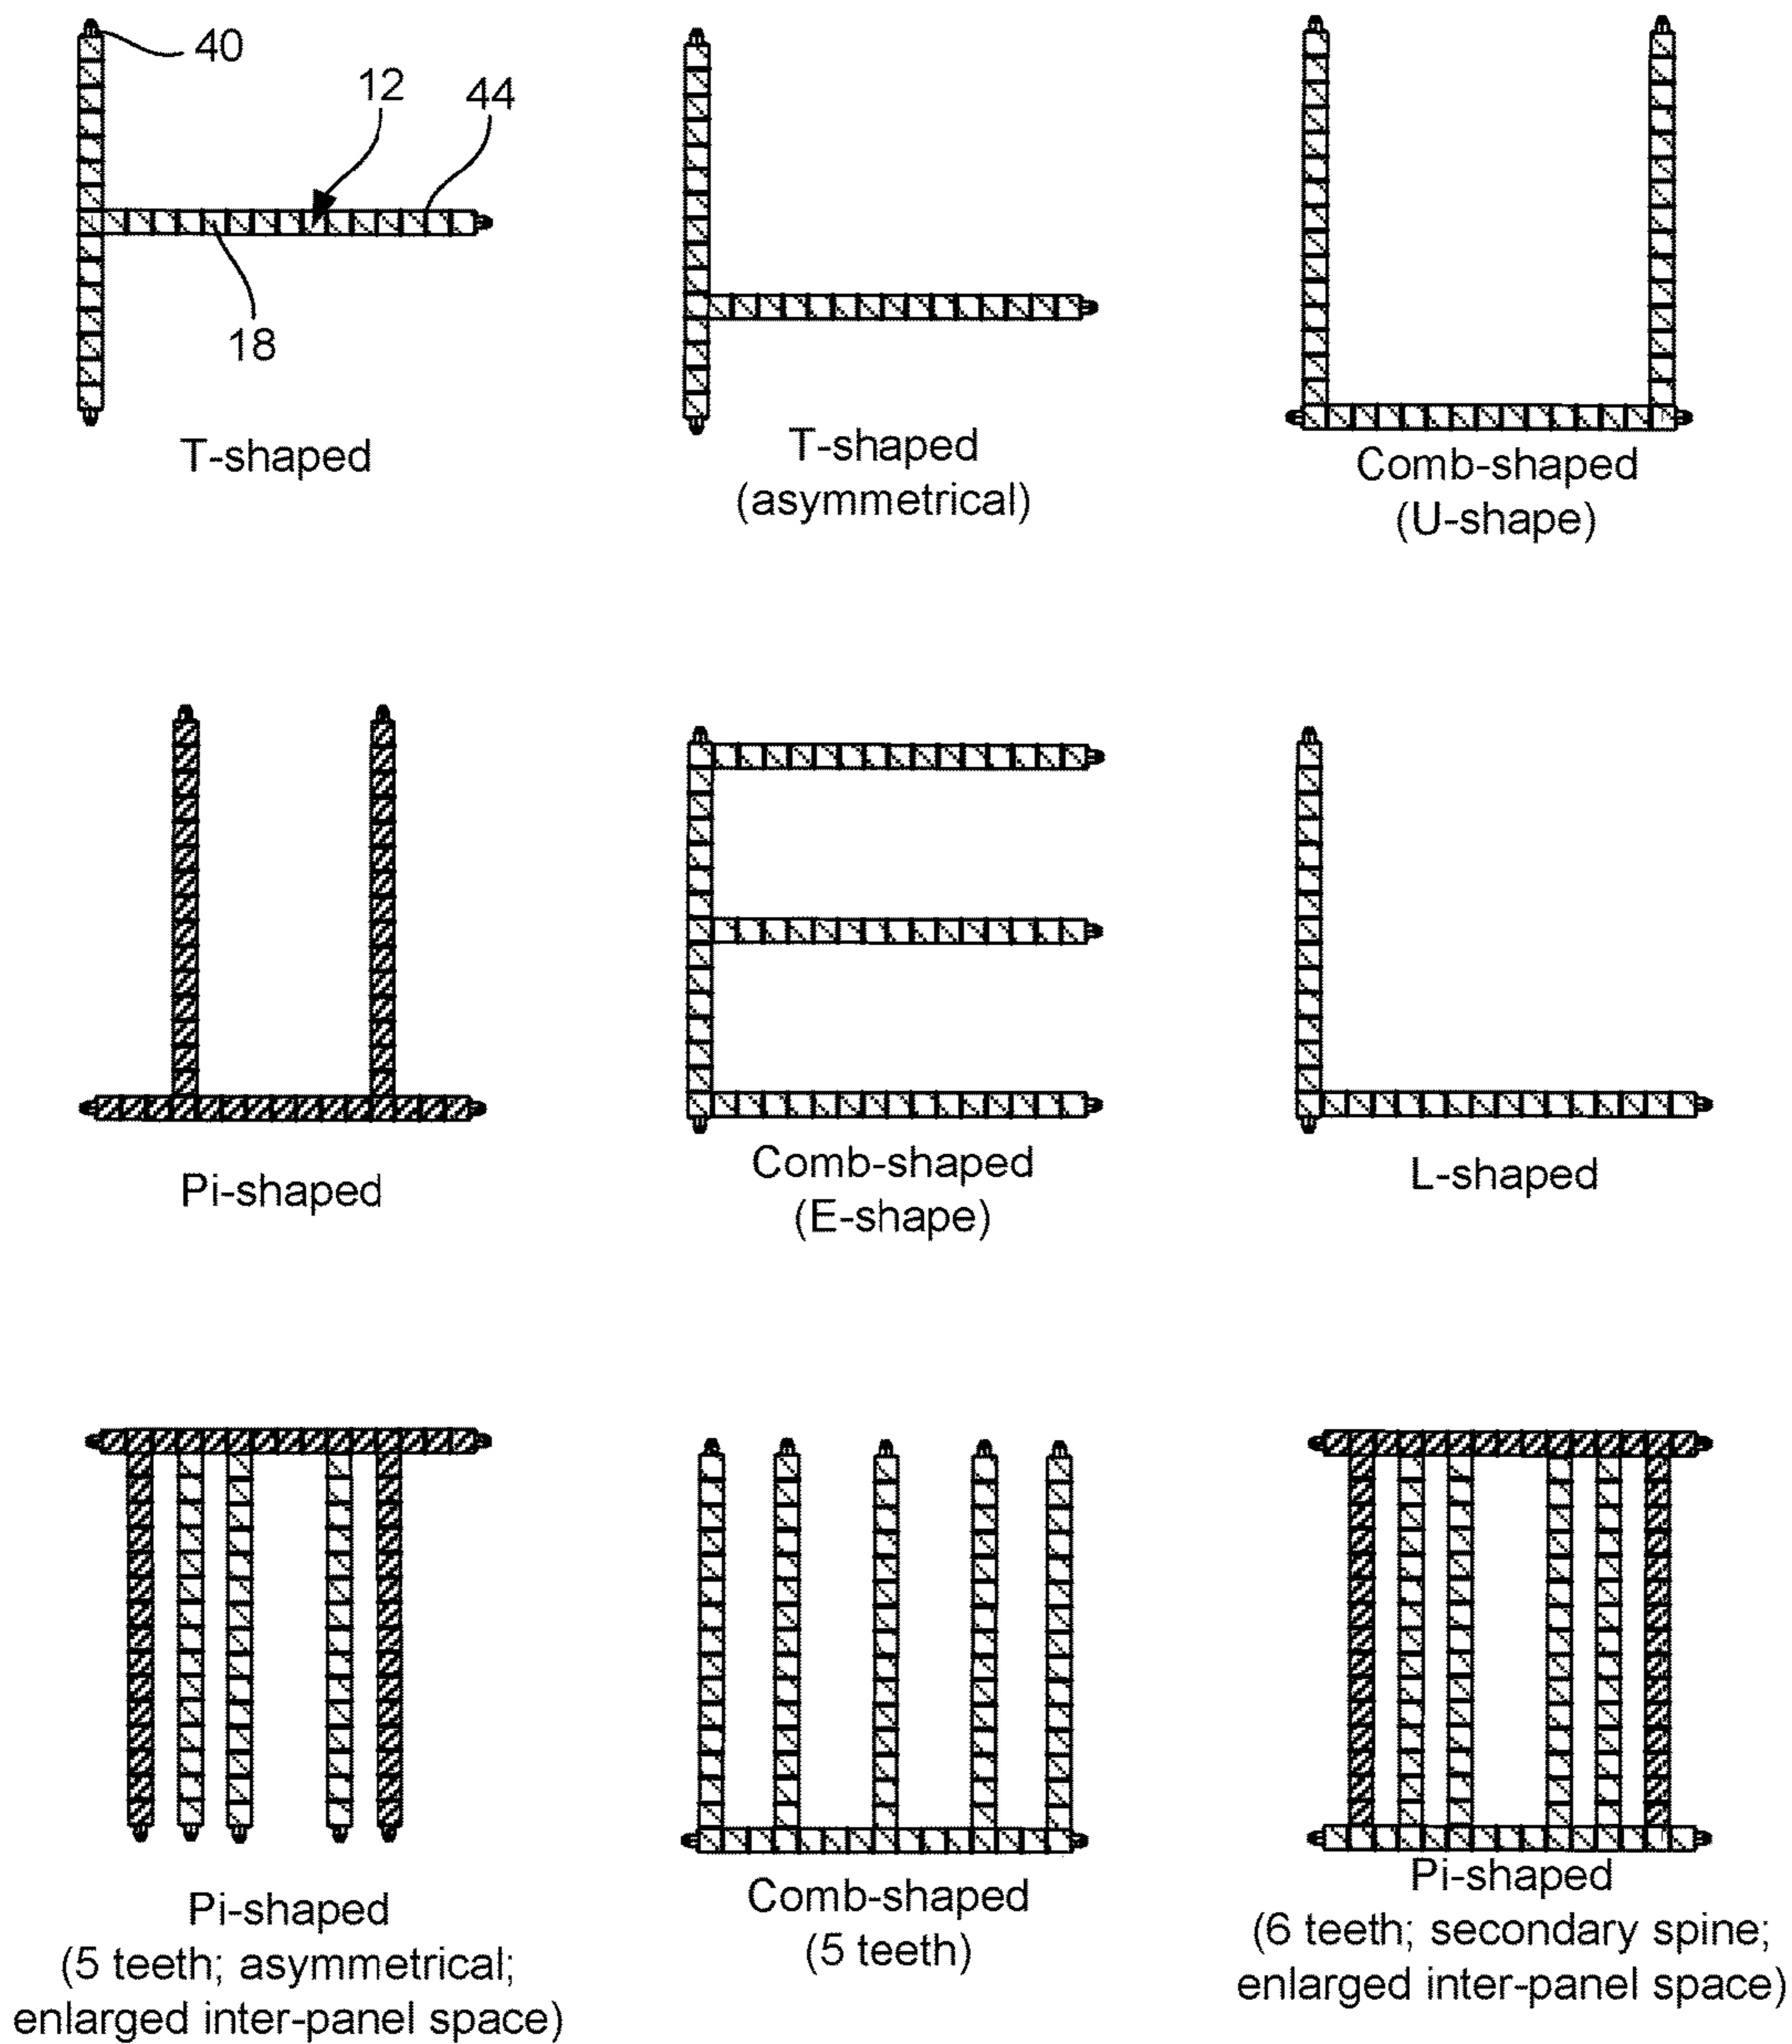 40
12
44
18
T-shaped
T-shaped
(asymmetrical)
Comb-shaped
(U-shape)
Pi-shaped
Comb-shaped
(E-shape)
L-shaped
Pi-shaped
(5 teeth; asymmetrical;
enlarged inter-panel space)
Comb-shaped
(5 teeth)
Pi-shaped
(6 teeth; secondary spine;
enlarged inter-panel space)